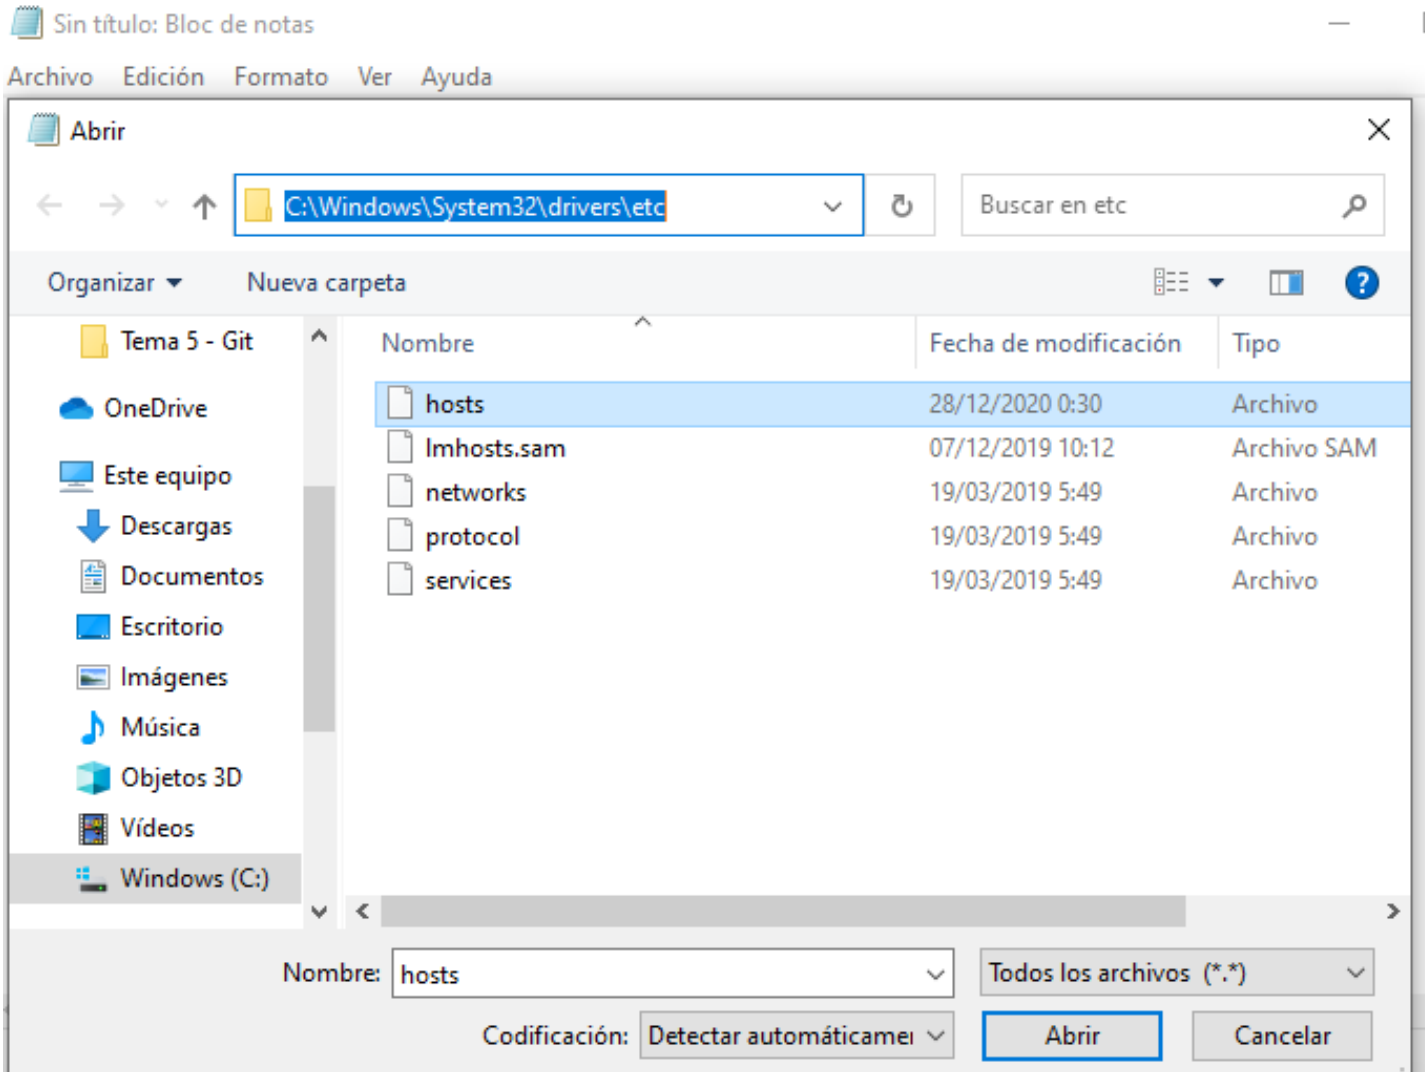 Sin título: Bloc de notas
Archivo Edición Formato Ver Ayuda
Abrir
C:\Windows\System32\drivers\etc
Buscar en etc
Organizar
Nueva carpeta
Tema 5 - Git
OneDrive
Este equipo
Descargas
Documentos
Escritorio
Imágenes
Música
Objetos 3D
Vídeos
Windows (C:)
Nombre Fecha de modificación Tipo
hosts 28/12/2020 0:30 Archivo
lmhosts.sam 07/12/2019 10:12 Archivo SAM
networks 19/03/2019 5:49 Archivo
protocol 19/03/2019 5:49 Archivo
services 19/03/2019 5:49 Archivo
Nombre: hosts Todos los archivos (*.*)
Codificación: Detectar automáticamen Abrir Cancelar